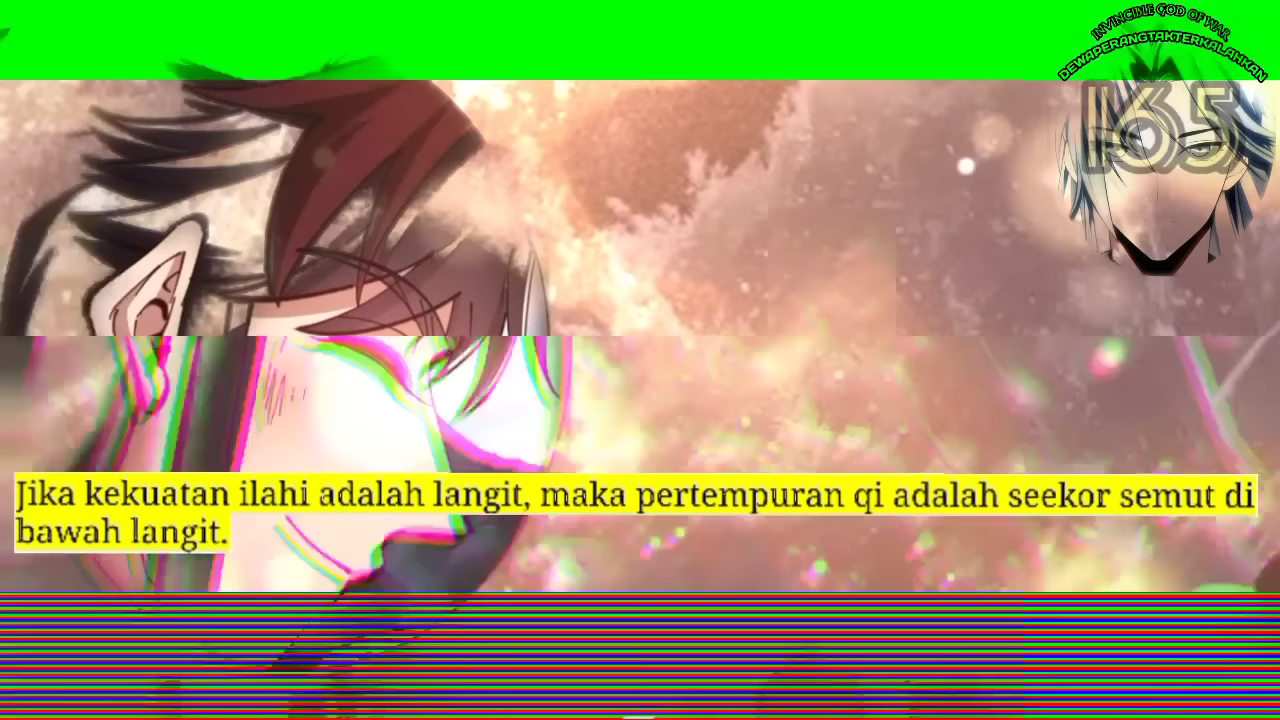 INVINCIBLE GOD OF WAR
DEWAPERANGTAKTERKALAHKAN
165
Jika kekuatan ilahi adalah langit, maka pertempuran qi adalah seekor semut di
bawah langit.